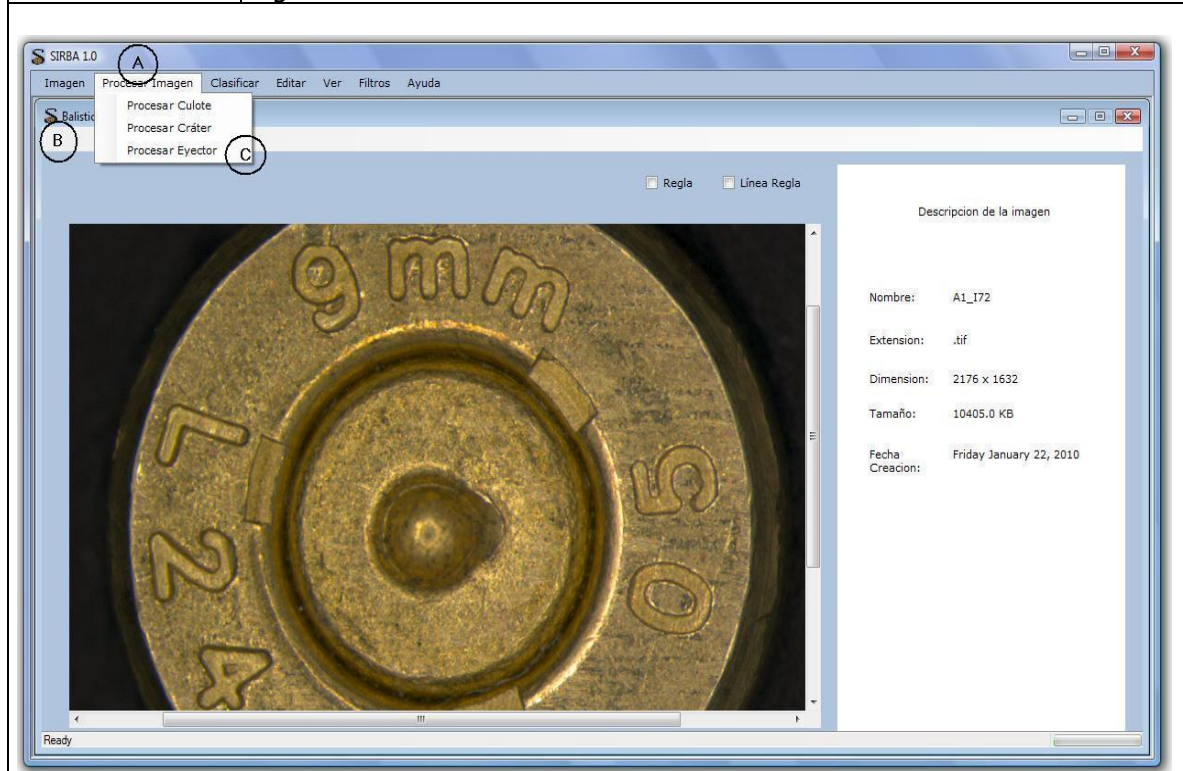 SIRBA 1.0
A
Imagen Procesar Imagen Clasificar Editar Ver Filtros Ayuda
Procesar Culote
Balistic
Procesar Cráter
B
Procesar Eyector
C
Regla Línea Regla
Descripcion de la imagen
9mm
Nombre: A1_I72
Extension: .tif
Dimension: 2176 x 1632
Tamaño: 10405.0 KB
Fecha Creacion: Friday January 22, 2010
50
L
24
Ready